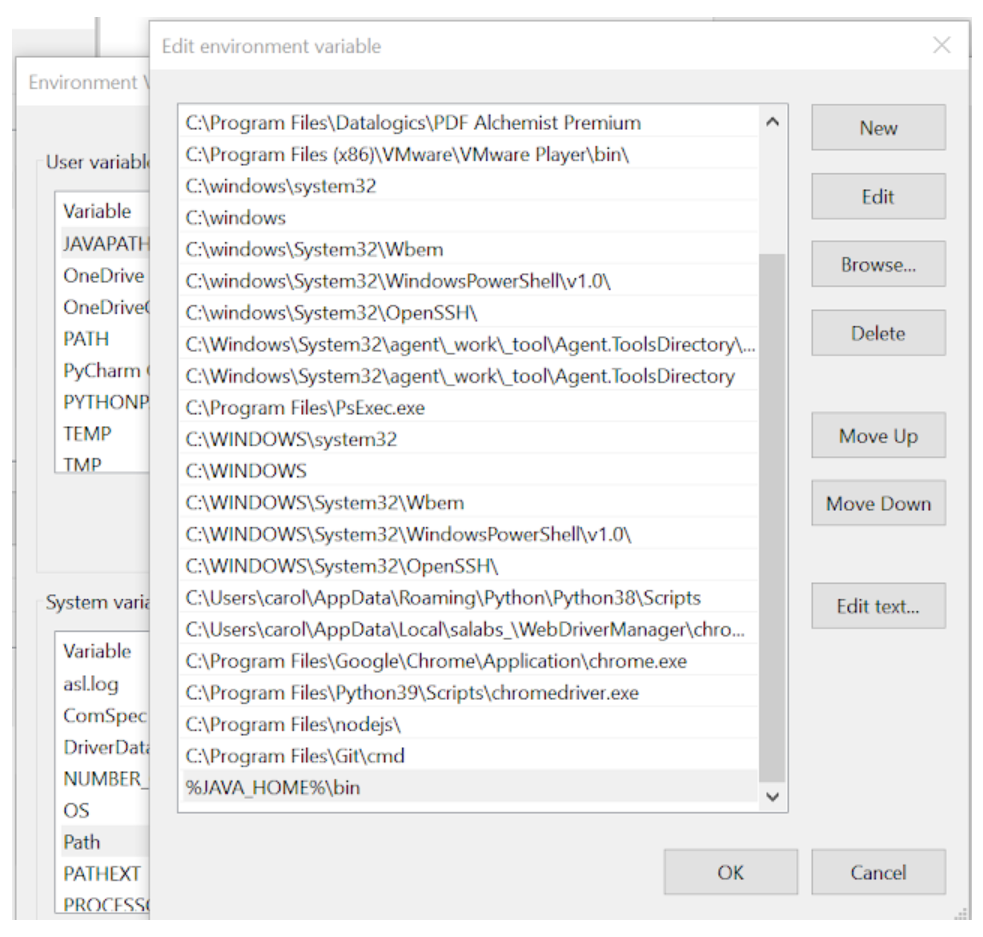 Edit environment variable
Environment V
User variable
Variable
JAVAPATH
OneDrive
OneDriveC
PATH
PyCharm
PYTHONP
TEMP
TMP
System varia
Variable
asl.log
ComSpec
DriverData
NUMBER_
OS
Path
PATHEXT
PROCESSO
C:\Program Files\Datalogics\PDF Alchemist Premium
C:\Program Files (x86)\VMware\VMware Player\bin\
C:\windows\system32
C:\windows
C:\windows\System32\Wbem
C:\windows\System32\WindowsPowerShell\v1.0\
C:\windows\System32\OpenSSH\
C:\Windows\System32\agent\_work\_tool\Agent.ToolsDirectory\...
C:\Windows\System32\agent\_work\_tool\Agent.ToolsDirectory
C:\Program Files\PsExec.exe
C:\WINDOWS\system32
C:\WINDOWS
C:\WINDOWS\System32\Wbem
C:\WINDOWS\System32\WindowsPowerShell\v1.0\
C:\WINDOWS\System32\OpenSSH\
C:\Users\carol\AppData\Roaming\Python\Python38\Scripts
C:\Users\carol\AppData\Local\salabs_\WebDriverManager\chro...
C:\Program Files\Google\Chrome\Application\chrome.exe
C:\Program Files\Python39\Scripts\chromedriver.exe
C:\Program Files\nodejs\
C:\Program Files\Git\cmd
%JAVA_HOME%\bin
New
Edit
Browse...
Delete
Move Up
Move Down
Edit text...
OK
Cancel